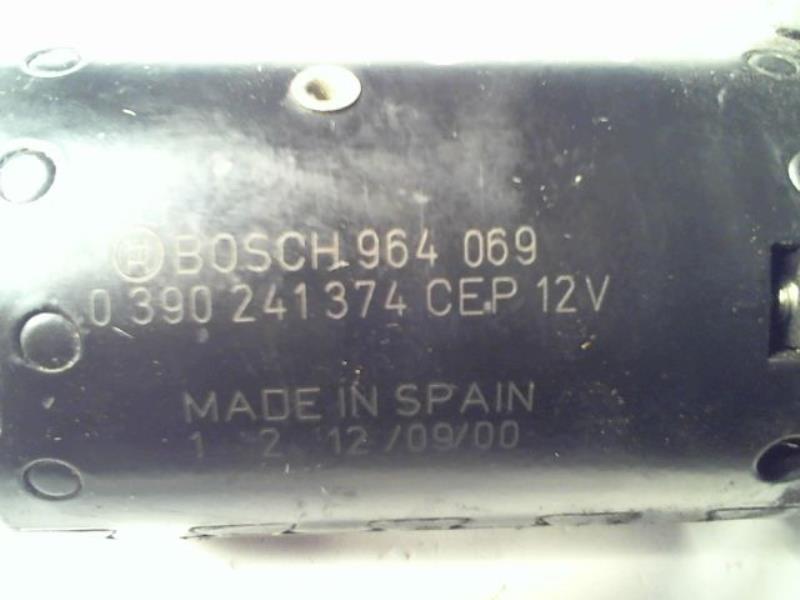 BOSCH 964 069
0 390 241 374 CEP 12V
MADE IN SPAIN
1 2 12/09/00